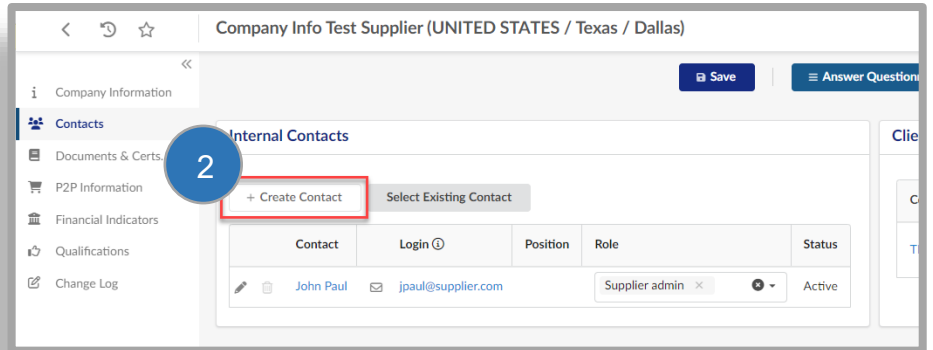 Company Info Test Supplier (UNITED STATES / Texas / Dallas)
Save
Answer Question
Company Information
Contacts
Documents & Certs.
P2P Information
Financial Indicators
Qualifications
Change Log
2
Internal Contacts
Clie
+ Create Contact
Select Existing Contact
Contact Login Position Role Status
John Paul jpaul@supplier.com Supplier admin × Active